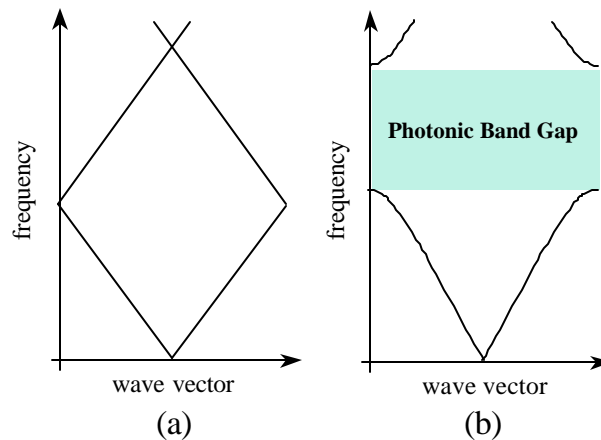 frequency
wave vector
(a)
Photonic Band Gap
frequency
wave vector
(b)